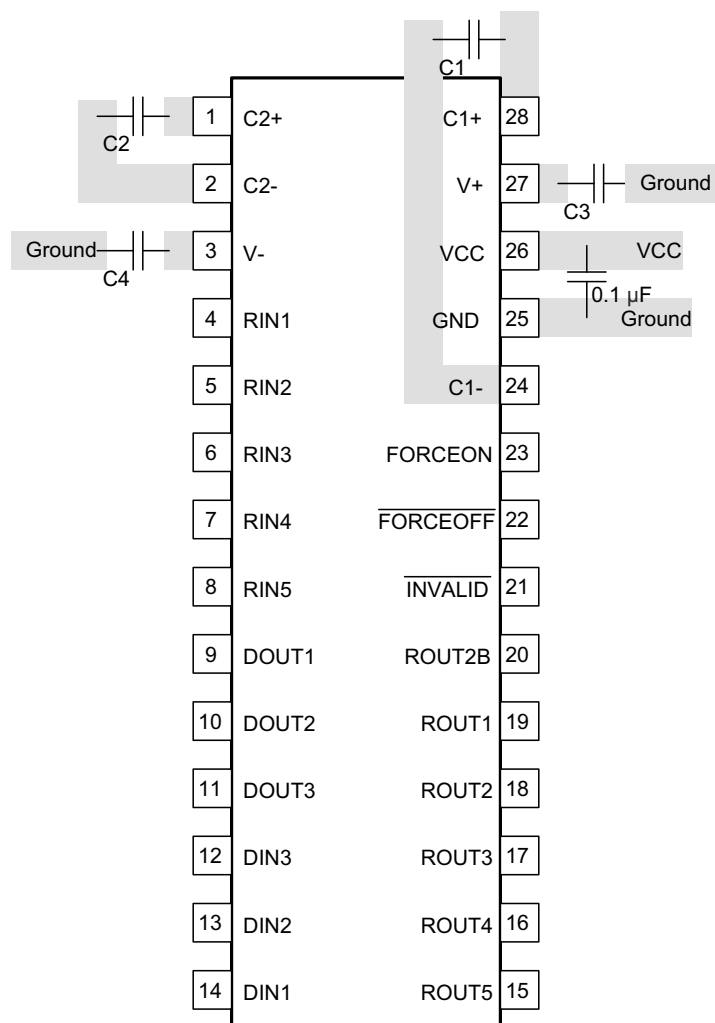 C1
1 C2+ C1+ 28
C2
2 C2- V+ 27 Ground
C3
Ground 3 V- VCC 26 VCC
C4
0.1 µF
4 RIN1 GND 25 Ground
5 RIN2 C1- 24
6 RIN3 FORCEON 23
7 RIN4 FORCEOFF 22
8 RIN5 INVALID 21
9 DOUT1 ROUT2B 20
10 DOUT2 ROUT1 19
11 DOUT3 ROUT2 18
12 DIN3 ROUT3 17
13 DIN2 ROUT4 16
14 DIN1 ROUT5 15